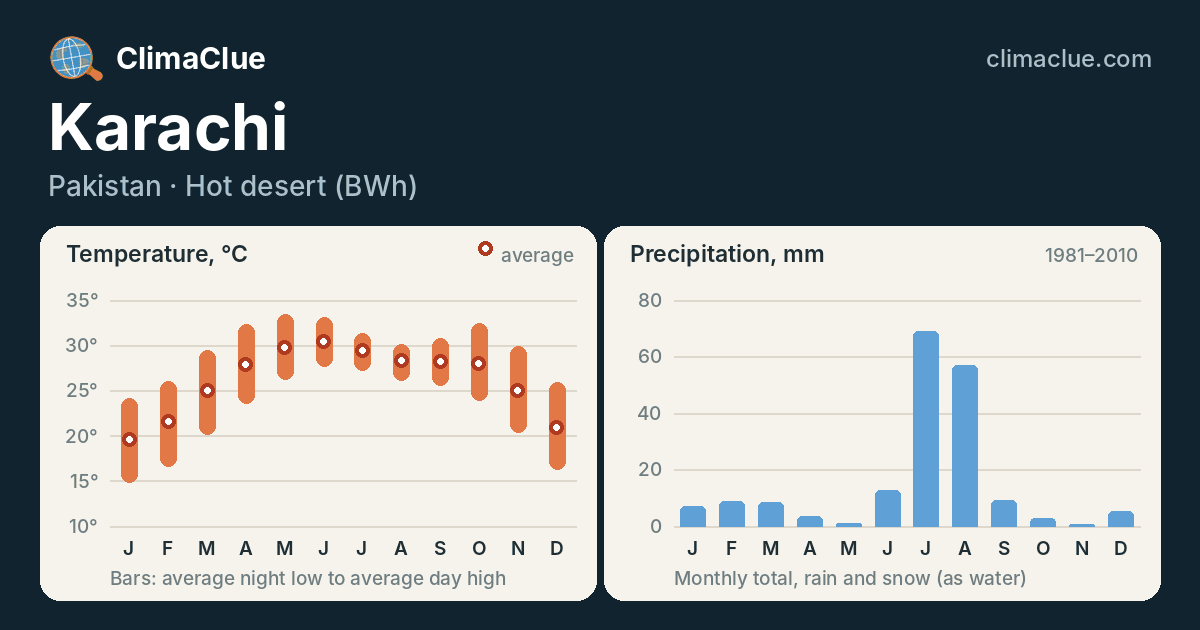 ClimaClue
climaclue.com
Karachi
Pakistan · Hot desert (BWh)
Temperature, °C
average
35°
30°
25°
20°
15°
10°
J F M A M J J A S O N D
Bars: average night low to average day high
Precipitation, mm
1981–2010
80
60
40
20
0
J F M A M J J A S O N D
Monthly total, rain and snow (as water)